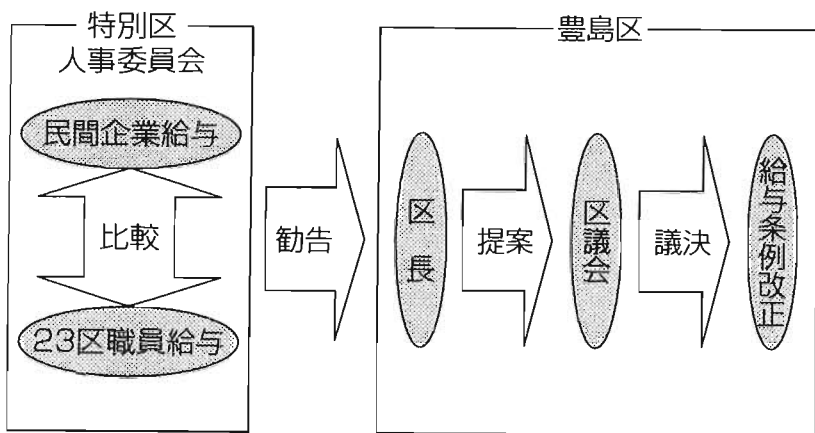 特別区
人事委員会
民間企業給与
比較
23区職員給与
勧告
豊島区
区長
提案
区議会
議決
給与条例改正